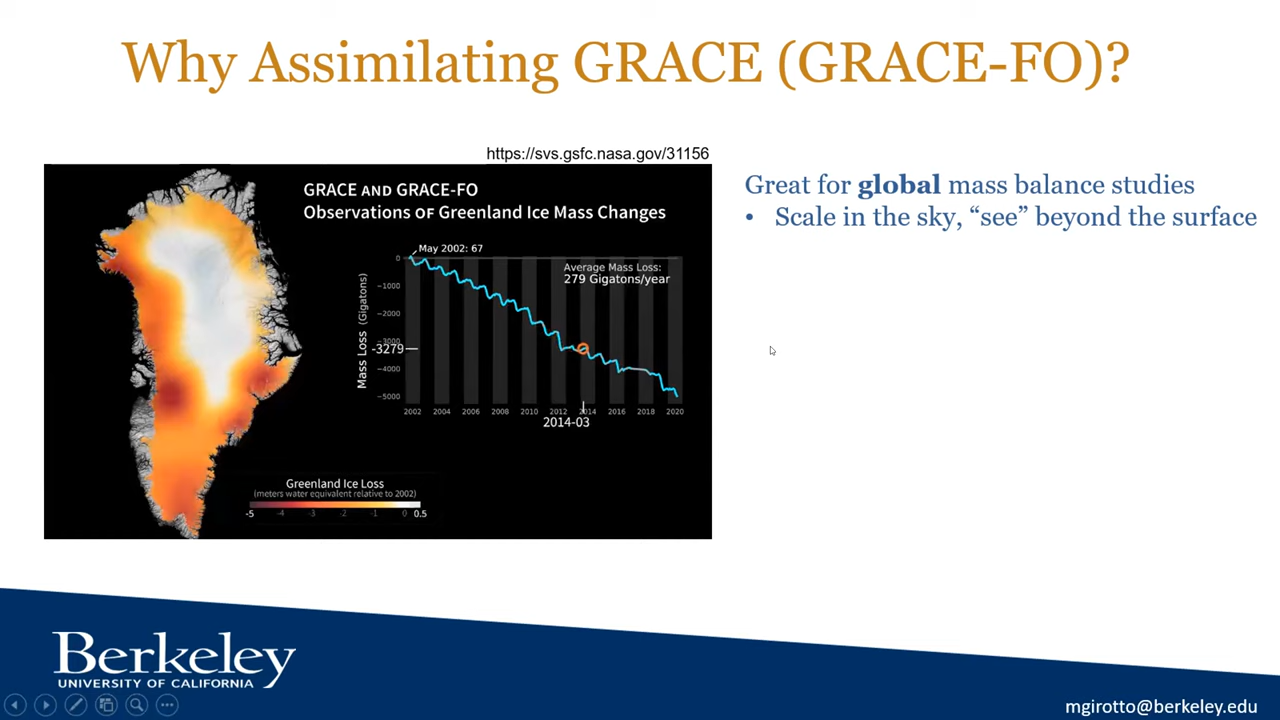 Why Assimilating GRACE (GRACE-FO)?
https://svs.gsfc.nasa.gov/31156
GRACE AND GRACE-FO
Observations OF Greenland Ice Mass Changes
May 2002: 67
Average Mass Loss:
279 Gigatons/year
Mass Loss (Gigatons)
0
−1000
−2000
−3000
-3279
−4000
−5000
2002 2004 2006 2008 2010 2012 2014 2016 2018 2020
2014-03
Greenland Ice Loss
(meters water equivalent relative to 2002)
-5 -4 -3 -2 -1 0 0.5
Great for global mass balance studies
• Scale in the sky, “see” beyond the surface
Berkeley
UNIVERSITY OF CALIFORNIA
mgirotto@berkeley.edu